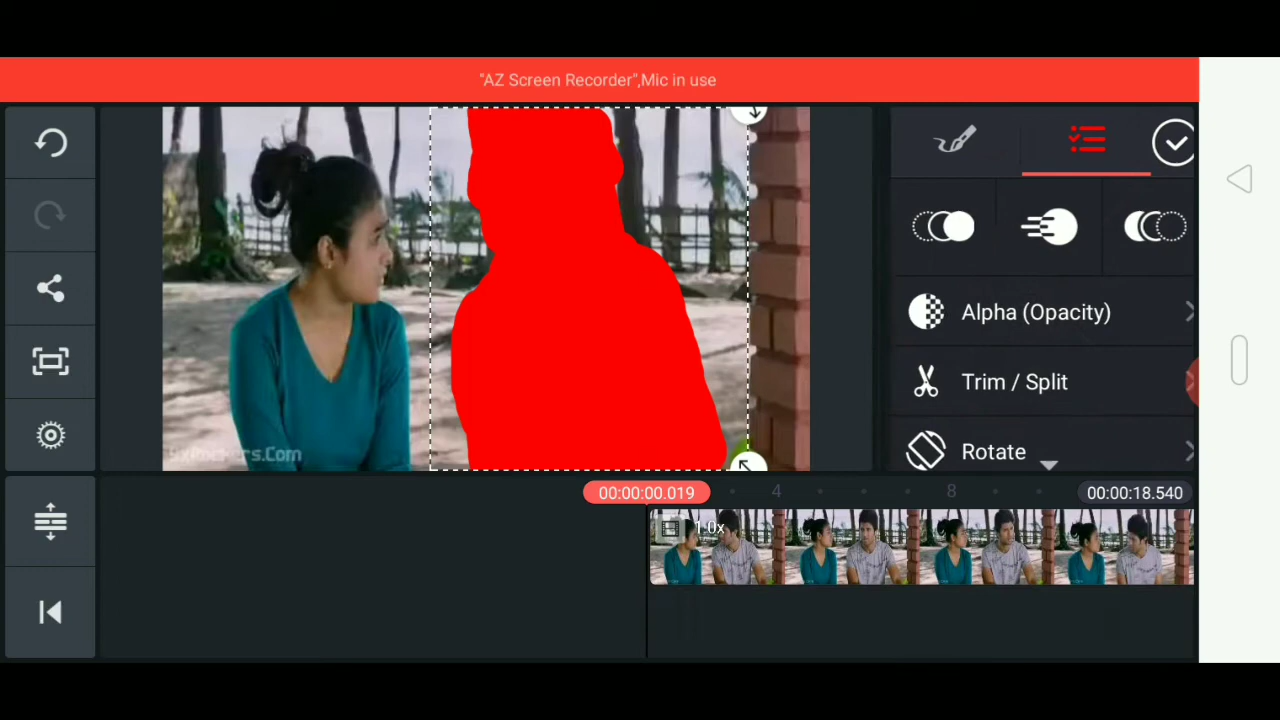 "AZ Screen Recorder",Mic in use
Alpha (Opacity)
Trim / Split
Rotate
00:00:00.019
4
8
00:00:18.540
1.0x